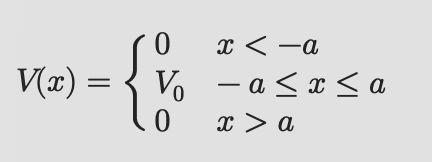 0 x < −a
V(x) = { V₀ − a ≤ x ≤ a
0 x > a